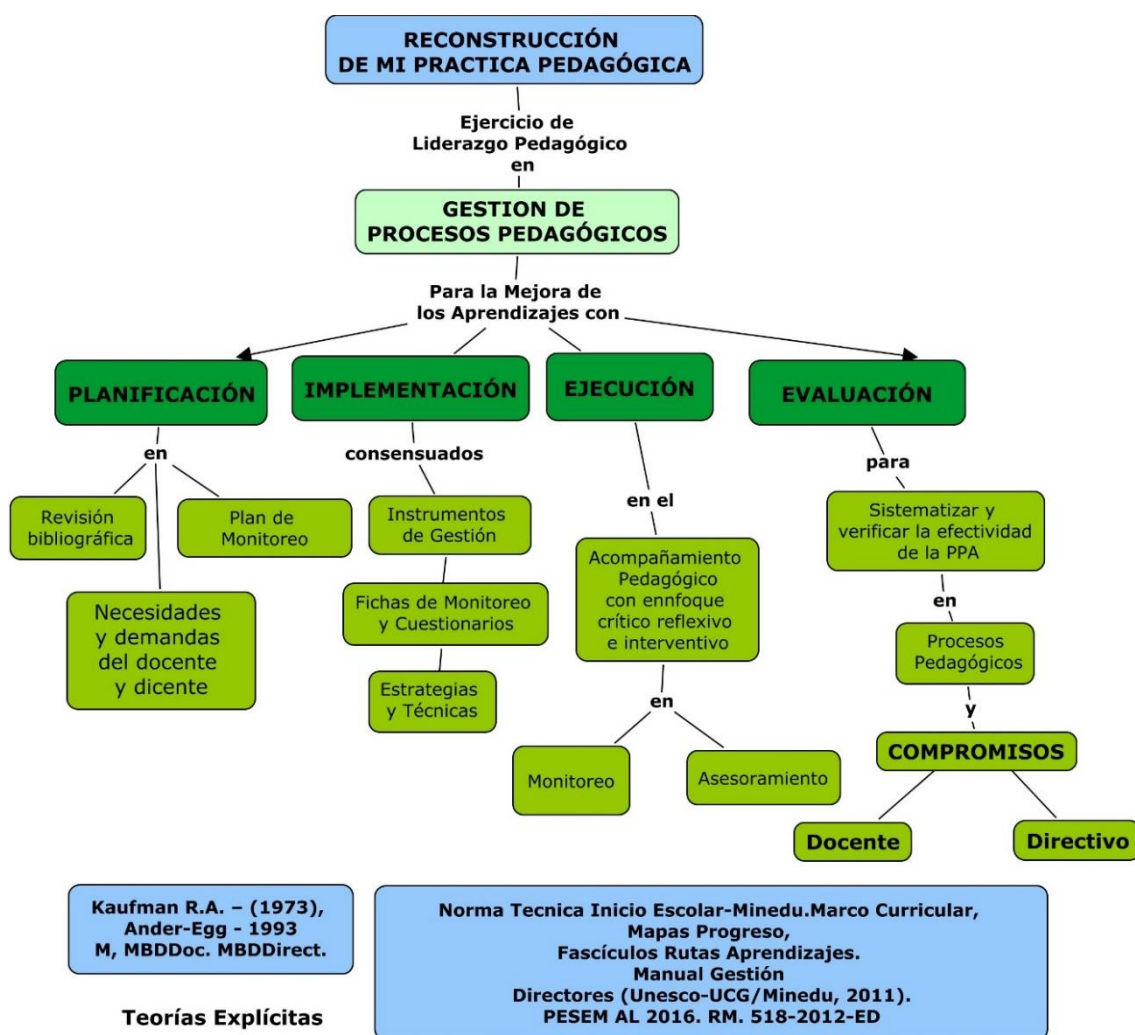 RECONSTRUCCIÓN
DE MI PRACTICA PEDAGÓGICA
Ejercicio de
Liderazgo Pedagógico
en
GESTION DE
PROCESOS PEDAGÓGICOS
Para la Mejora de
los Aprendizajes con
PLANIFICACIÓN
IMPLEMENTACIÓN
EJECUCIÓN
EVALUACIÓN
en
Revisión
bibliográfica
Plan de
Monitoreo
Necesidades
y demandas
del docente
y dicente
consensuados
Instrumentos
de Gestión
Fichas de Monitoreo
y Cuestionarios
Estrategias
y Técnicas
en el
Acompañamiento
Pedagógico
con ennfoque
crítico reflexivo
e interventivo
en
Monitoreo
Asesoramiento
para
Sistematizar y
verificar la efectividad
de la PPA
en
Procesos
Pedagógicos
y
COMPROMISOS
Docente
Directivo
Kaufman R.A. – (1973),
Ander-Egg - 1993
M, MBDDoc. MBDDirect.
Teorías Explícitas
Norma Tecnica Inicio Escolar-Minedu.Marco Curricular,
Mapas Progreso,
Fascículos Rutas Aprendizajes.
Manual Gestión
Directores (Unesco-UCG/Minedu, 2011).
PESEM AL 2016. RM. 518-2012-ED